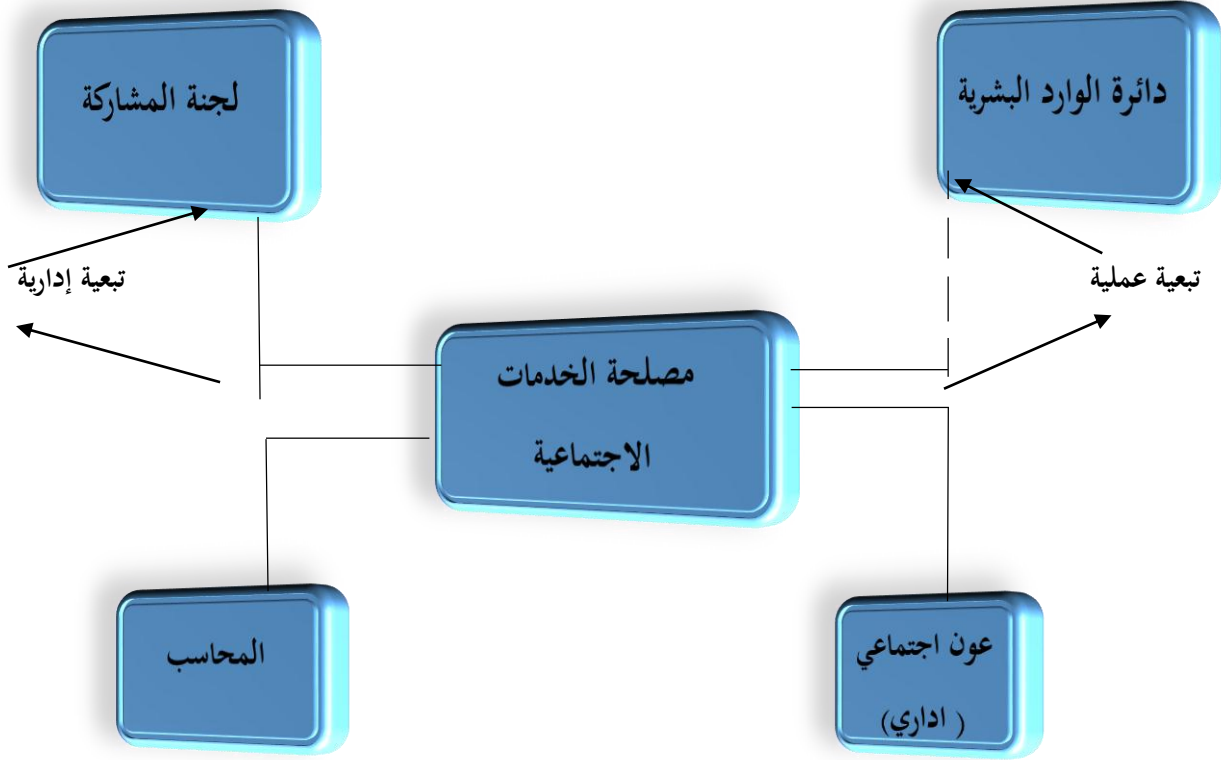 دائرة الوارد البشرية
لجنة المشاركة
تبعية عملية
تبعية إدارية
مصلحة الخدمات
الاجتماعية
عون اجتماعي
( اداري)
المحاسب